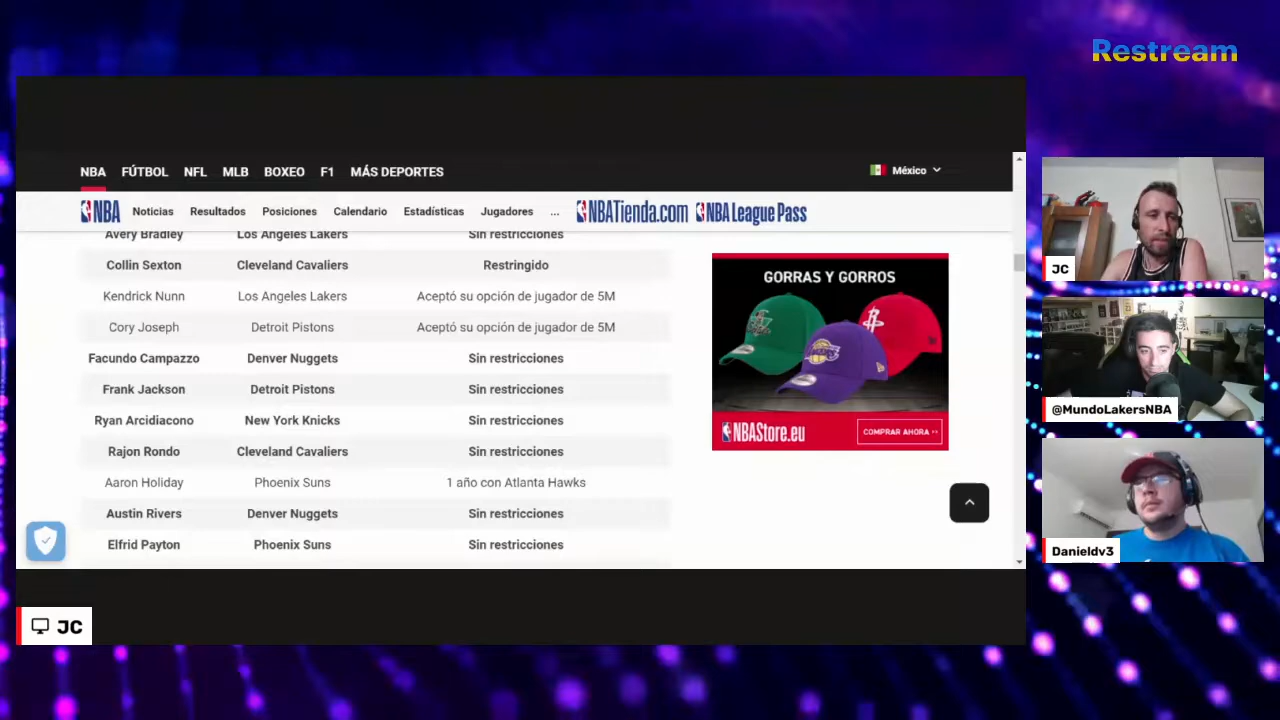 Restream
NBA FÚTBOL NFL MLB BOXEO F1 MÁS DEPORTES México
NBA Noticias Resultados Posiciones Calendario Estadísticas Jugadores ... NBATienda.com NBA League Pass
Avery Bradley Los Angeles Lakers Sin restricciones
Collin Sexton Cleveland Cavaliers Restringido
Kendrick Nunn Los Angeles Lakers Aceptó su opción de jugador de 5M
Cory Joseph Detroit Pistons Aceptó su opción de jugador de 5M
Facundo Campazzo Denver Nuggets Sin restricciones
Frank Jackson Detroit Pistons Sin restricciones
Ryan Arcidiacono New York Knicks Sin restricciones
Rajon Rondo Cleveland Cavaliers Sin restricciones
Aaron Holiday Phoenix Suns 1 año con Atlanta Hawks
Austin Rivers Denver Nuggets Sin restricciones
Elfrid Payton Phoenix Suns Sin restricciones
GORRAS Y GORROS
NBAStore.eu COMPRAR AHORA ››
JC
@MundoLakersNBA
Danieldv3
JC